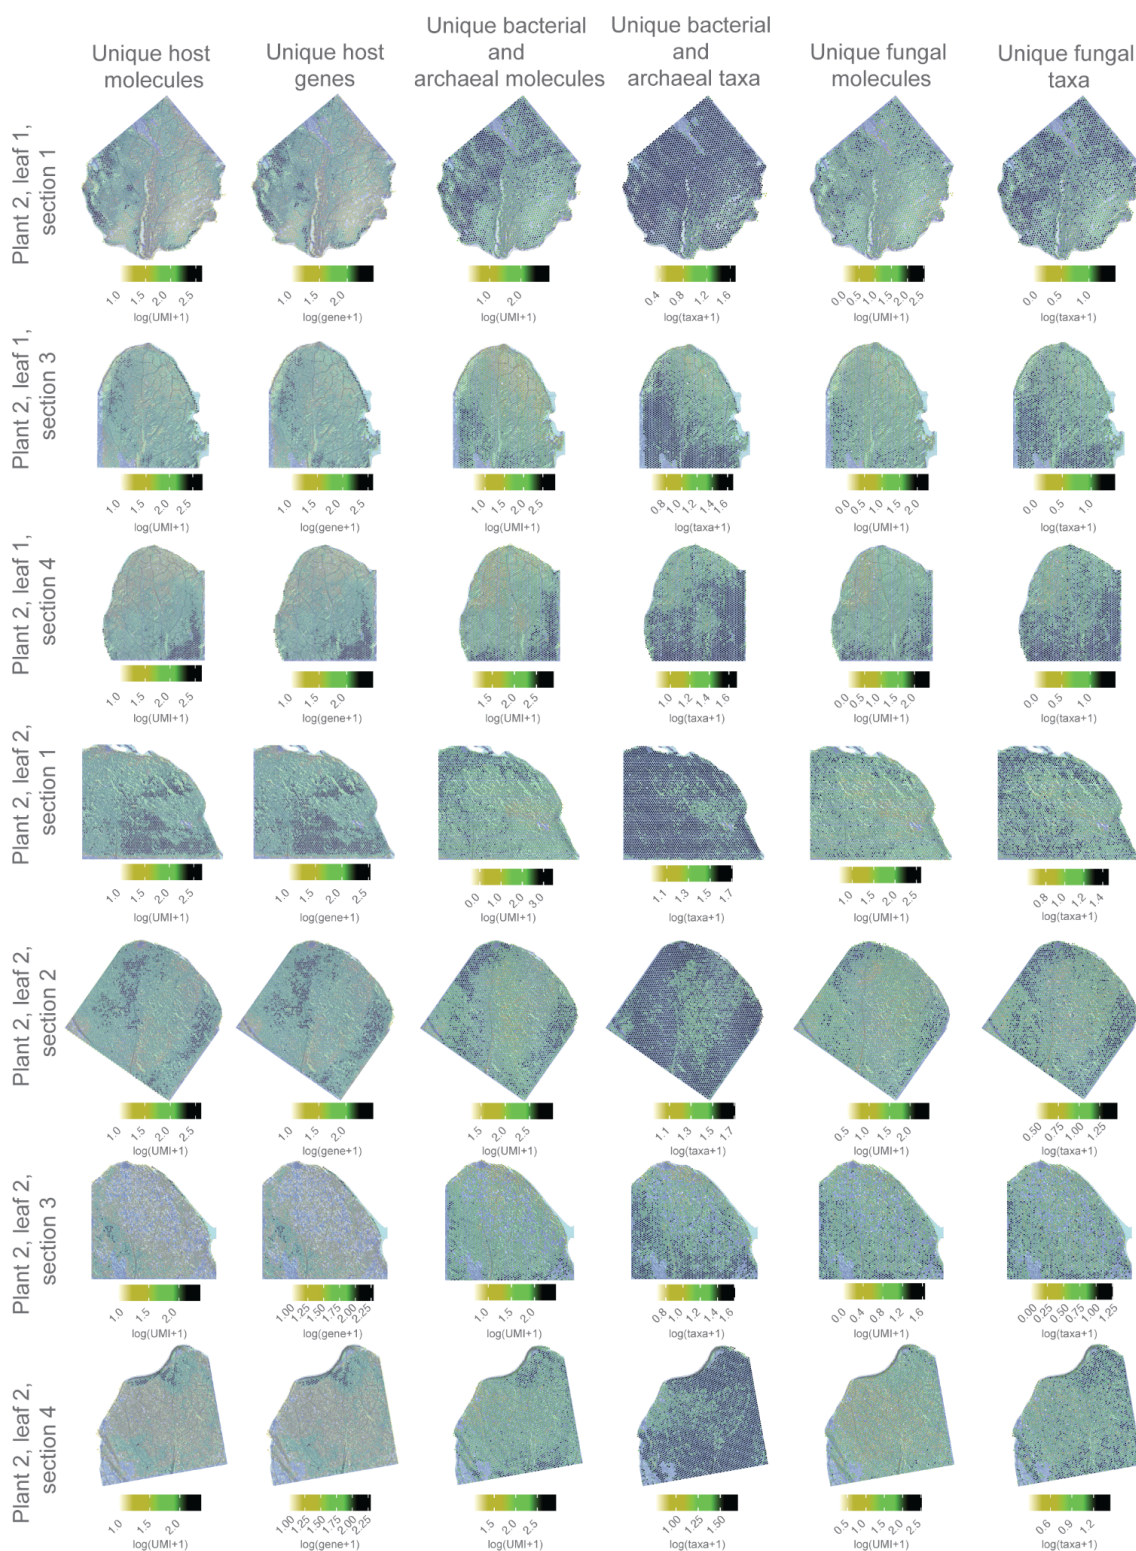 Unique host
molecules
Unique host
genes
Unique bacterial
and
archaeal molecules
Unique bacterial
and
archaeal taxa
Unique fungal
molecules
Unique fungal
taxa
Plant 2, leaf 1,
section 1
1.0 1.5 2.0 2.5
log(UMI+1)
1.0 1.5 2.0
log(gene+1)
1.0 2.0
log(UMI+1)
0.4 0.8 1.2 1.6
log(taxa+1)
0.0 0.5 1.0 1.5 2.0 2.5
log(UMI+1)
0.0 0.5 1.0
log(taxa+1)
Plant 2, leaf 1,
section 3
1.0 1.5 2.0 2.5
log(UMI+1)
1.0 1.5 2.0 2.5
log(gene+1)
1.0 1.5 2.0 2.5
log(UMI+1)
0.8 1.0 1.2 1.4 1.6
log(taxa+1)
0.0 0.5 1.0 1.5 2.0
log(UMI+1)
0.0 0.5 1.0
log(taxa+1)
Plant 2, leaf 1,
section 4
1.0 1.5 2.0 2.5
log(UMI+1)
1.0 1.5 2.0
log(gene+1)
1.5 2.0 2.5
log(UMI+1)
1.0 1.2 1.4 1.6
log(taxa+1)
0.0 0.5 1.0 1.5 2.0
log(UMI+1)
0.0 0.5 1.0
log(taxa+1)
Plant 2, leaf 2,
section 1
1.0 1.5 2.0 2.5
log(UMI+1)
1.0 1.5 2.0 2.5
log(gene+1)
0.0 1.0 2.0 3.0
log(UMI+1)
1.1 1.3 1.5 1.7
log(taxa+1)
1.0 1.5 2.0 2.5
log(UMI+1)
0.8 1.0 1.2 1.4
log(taxa+1)
Plant 2, leaf 2,
section 2
1.0 1.5 2.0 2.5
log(UMI+1)
1.0 1.5 2.0
log(gene+1)
1.5 2.0 2.5
log(UMI+1)
1.1 1.3 1.5 1.7
log(taxa+1)
0.5 1.0 1.5 2.0
log(UMI+1)
0.50 0.75 1.00 1.25
log(taxa+1)
Plant 2, leaf 2,
section 3
1.0 1.5 2.0
log(UMI+1)
1.00 1.25 1.50 1.75 2.00 2.25
log(gene+1)
1.0 1.5 2.0
log(UMI+1)
0.8 1.0 1.2 1.4 1.6
log(taxa+1)
0.0 0.4 0.8 1.2 1.6
log(UMI+1)
0.00 0.25 0.50 0.75 1.00 1.25
log(taxa+1)
Plant 2, leaf 2,
section 4
1.0 1.5 2.0
log(UMI+1)
1.00 1.25 1.50 1.75 2.00 2.25
log(gene+1)
1.5 2.0 2.5
log(UMI+1)
1.00 1.25 1.50
log(taxa+1)
0.5 1.0 1.5 2.0 2.5
log(UMI+1)
0.6 0.9 1.2
log(taxa+1)